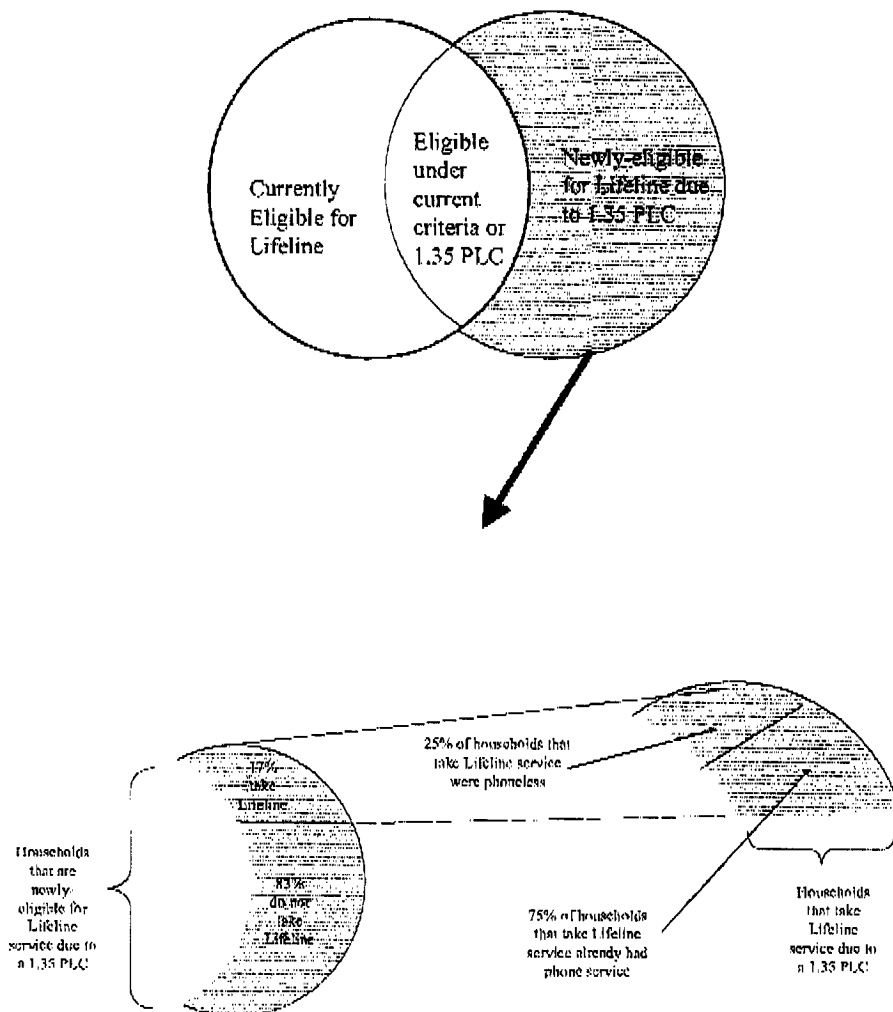 Currently
Eligible for
Lifeline
Eligible
under
current
criteria or
1.35 PLC
Newly-eligible
for Lifeline due
to 1.35 PLC
17%
take
Lifeline
83%
do not
take
Lifeline
Households
that are
newly-
eligible for
Lifeline
service due to
a 1.35 PLC
25% of households that
take Lifeline service
were phoneless
75% of households
that take Lifeline
service already had
phone service
Households
that take
Lifeline
service due to
a 1.35 PLC